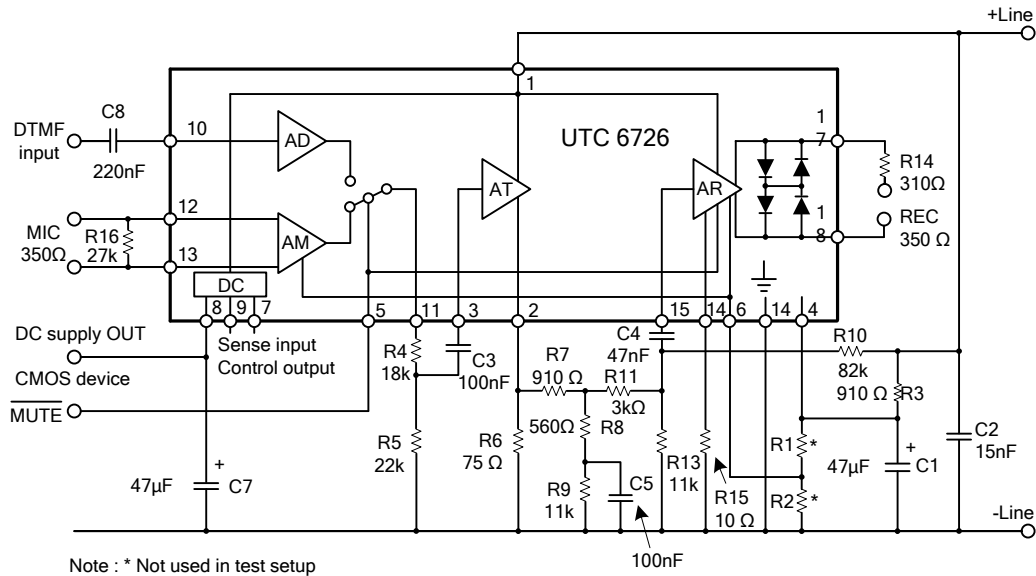 +Line
1
UTC 6726
C8
DTMF
input
220nF
10
AD
AT
AR
1
7
R14
310Ω
REC
350 Ω
1
8
MIC
350Ω
R16
27k
12
13
AM
DC
8
9
7
5
11
3
2
15
14
6
14
4
DC supply OUT
CMOS device
MUTE
Sense input
Control output
R4
18k
C3
100nF
R7
910 Ω
R11
3kΩ
C4
47nF
R10
82k
910 Ω
R3
R5
22k
R6
75 Ω
560Ω
R8
R9
11k
C5
100nF
R13
11k
R15
10 Ω
R1
*
R2
*
47µF
+
C1
C2
15nF
47µF
+
C7
-Line
Note : * Not used in test setup